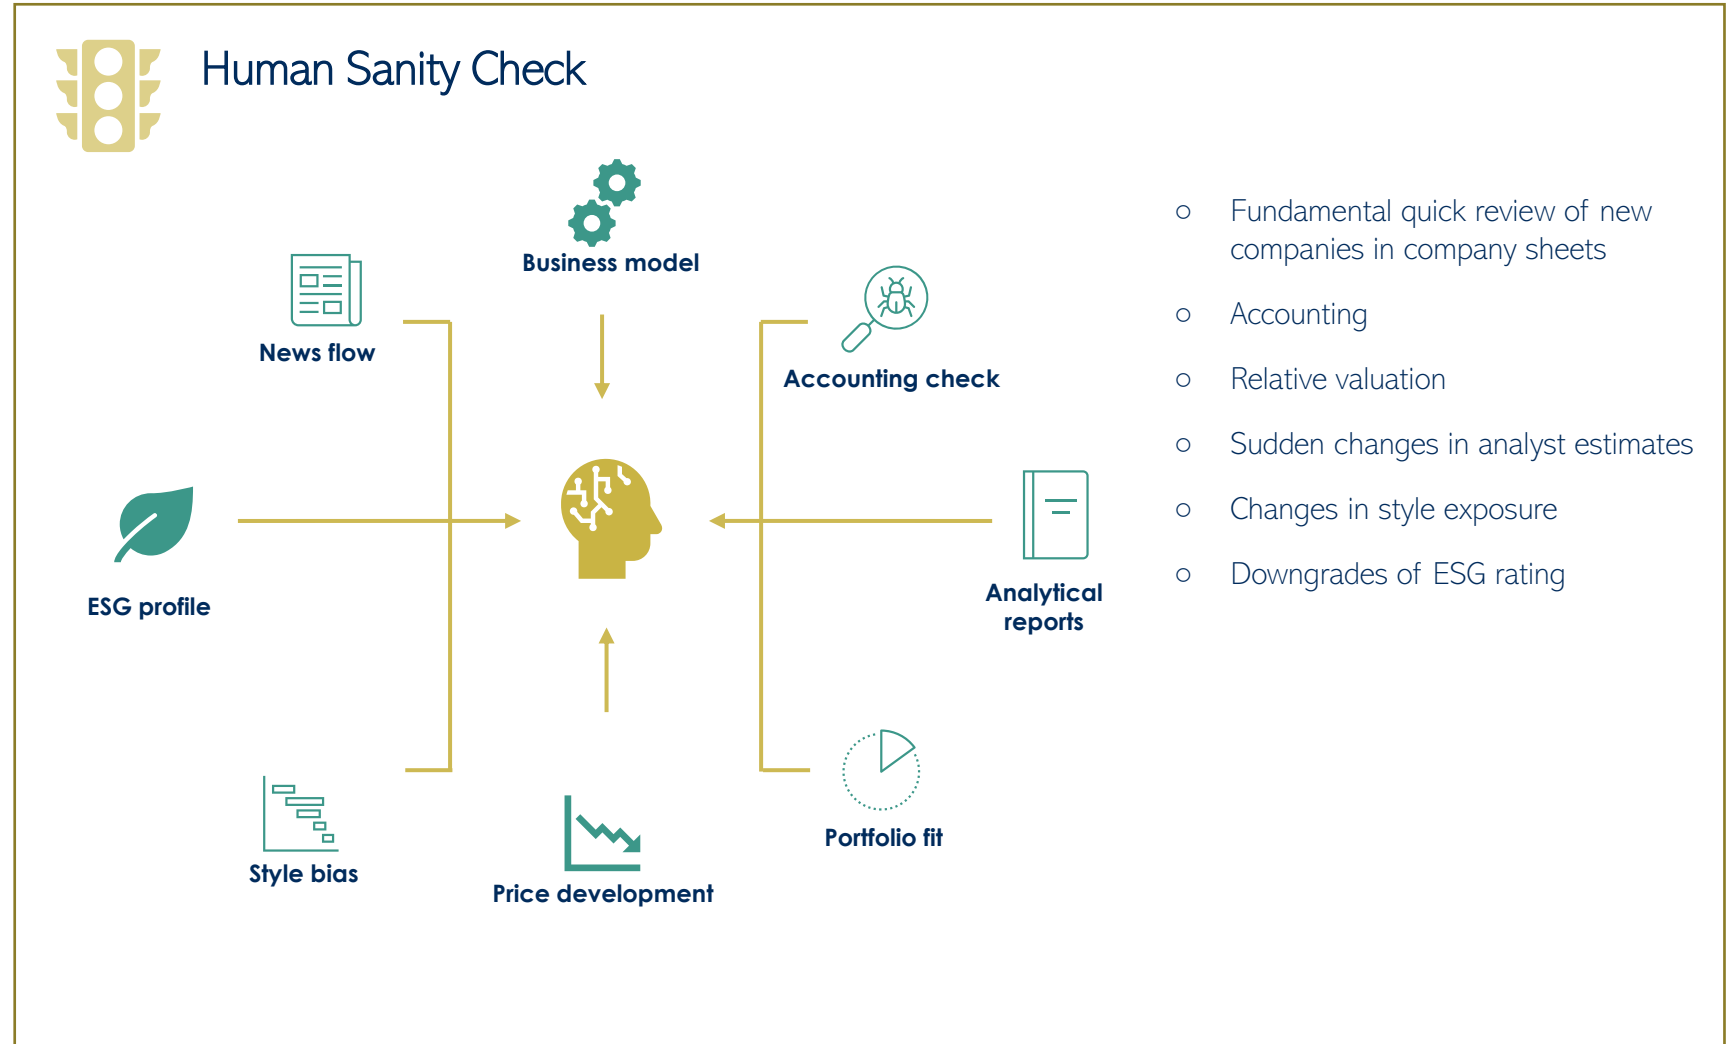 Human Sanity Check
Business model
News flow
Accounting check
ESG profile
Analytical
reports
Style bias
Price development
Portfolio fit
○ Fundamental quick review of new
companies in company sheets
○ Accounting
○ Relative valuation
○ Sudden changes in analyst estimates
○ Changes in style exposure
○ Downgrades of ESG rating